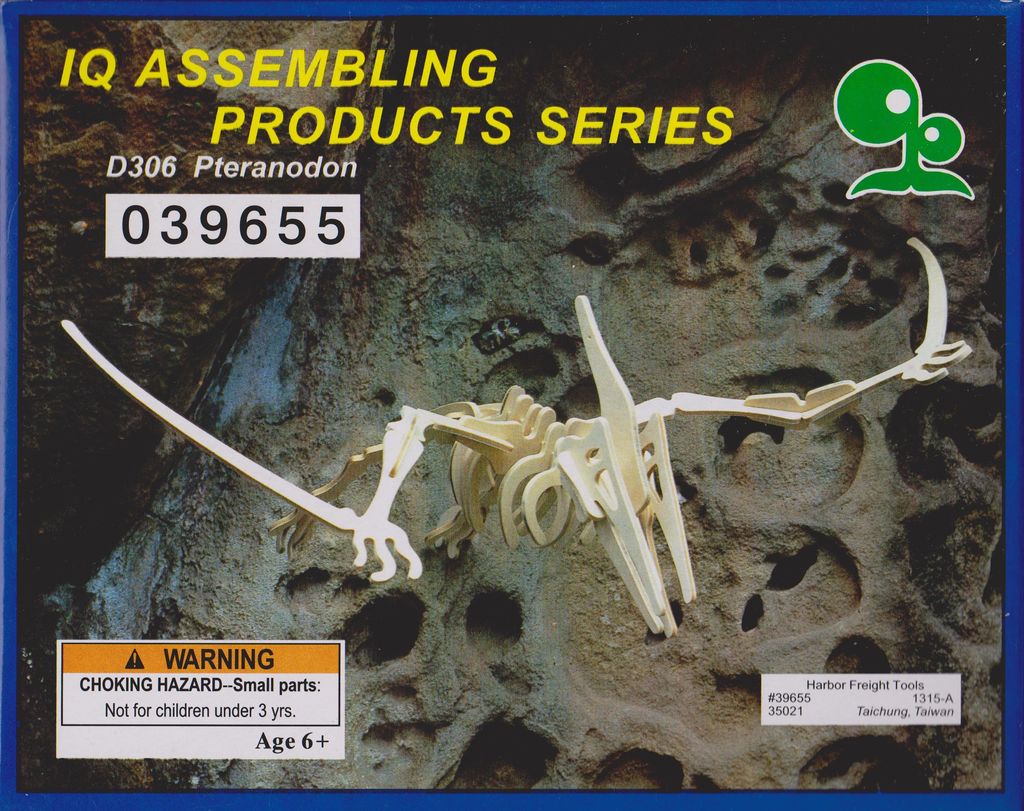 IQ ASSEMBLING
PRODUCTS SERIES
D306 Pteranodon
039655
WARNING
CHOKING HAZARD--Small parts:
Not for children under 3 yrs.
Age 6+
Harbor Freight Tools
#39655 1315-A
35021 Taichung, Taiwan